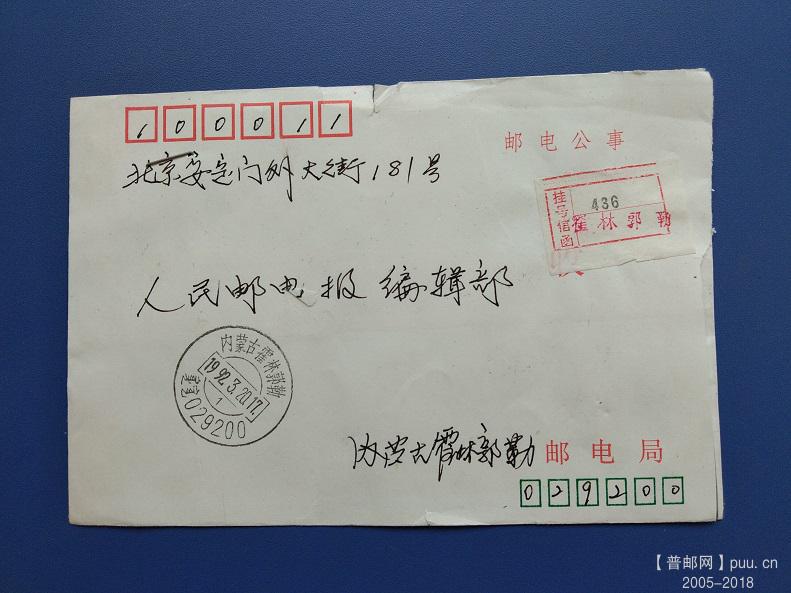 100011
邮电公事
北京安定门外大街181号
挂号信函
436
霍林郭勒
人民邮电报编辑部
内蒙古霍林郭勒
1992.3.20.17.
1
029200
内蒙古霍林郭勒邮电局
029200
【普邮网】puu.cn
2005-2018